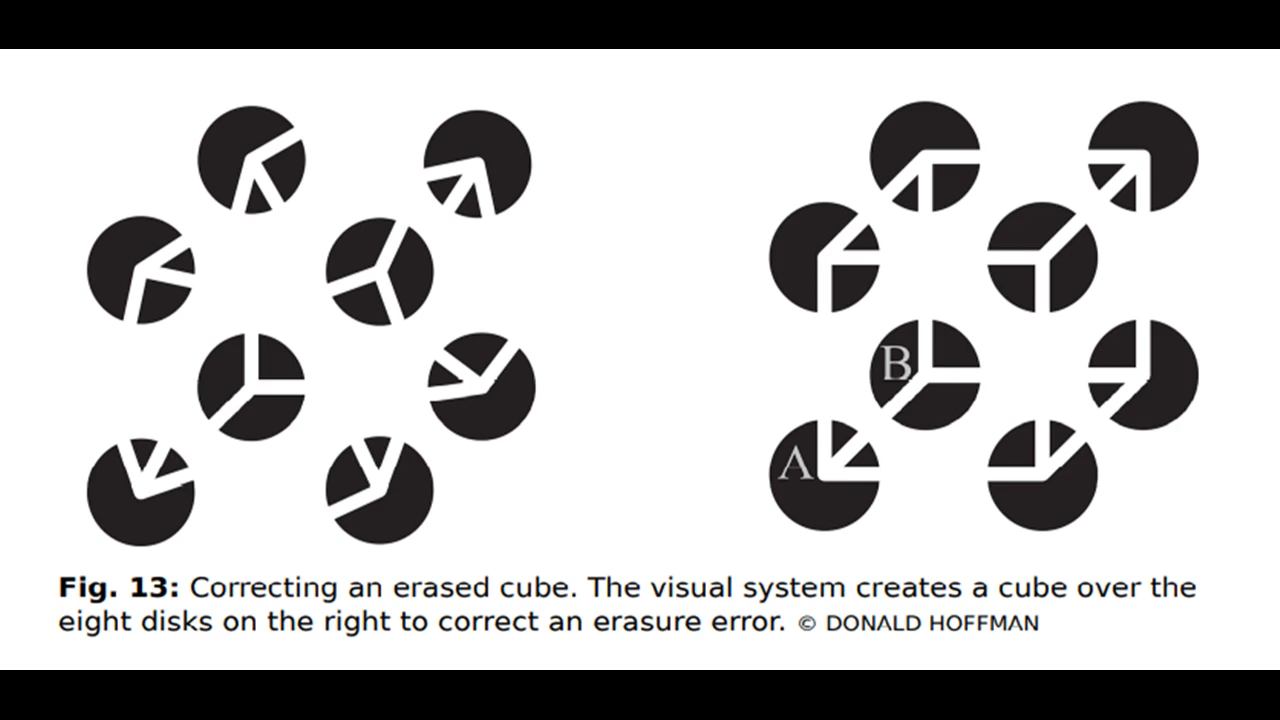 B
A
Fig. 13: Correcting an erased cube. The visual system creates a cube over the
eight disks on the right to correct an erasure error. © DONALD HOFFMAN